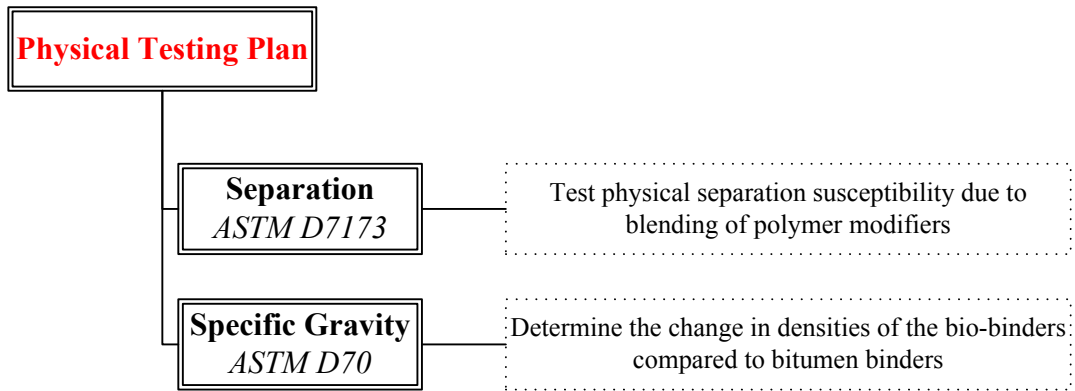 Physical Testing Plan
Separation
ASTM D7173
Test physical separation susceptibility due to
blending of polymer modifiers
Specific Gravity
ASTM D70
Determine the change in densities of the bio-binders
compared to bitumen binders